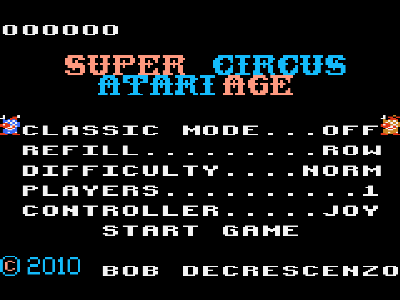 000000
SUPER CIRCUS
ATARIAGE
CLASSIC MODE...OFF
REFILL.........ROW
DIFFICULTY....NORM
PLAYERS..........1
CONTROLLER.....JOY
START GAME
© 2010 BOB DECRESCENZO